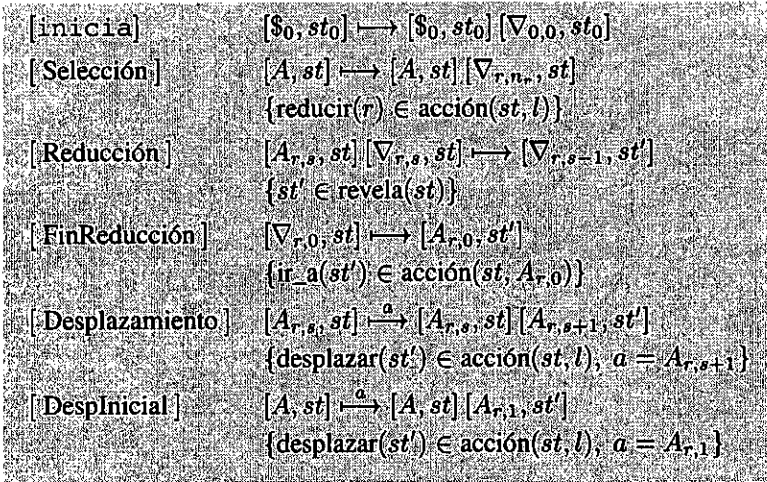 [inicia] [$₀, st₀] ⟼ [$₀, st₀] [∇₀,₀, st₀]
[Selección] [A, st] ⟼ [A, st] [∇r,nr, st]
{reducir(r) ∈ acción(st, l)}
[Reducción] [Ar,s, st] [∇r,s, st] ⟼ [∇r,s−1, st′]
{st′ ∈ revela(st)}
[FinReducción] [∇r,0, st] ⟼ [Ar,0, st′]
{ir_a(st′) ∈ acción(st, Ar,0)}
[Desplazamiento] [Ar,s, st] ⟼a [Ar,s, st] [Ar,s+1, st′]
{desplazar(st′) ∈ acción(st, l), a = Ar,s+1}
[DespInicial] [A, st] ⟼a [A, st] [Ar,1, st′]
{desplazar(st′) ∈ acción(st, l), a = Ar,1}